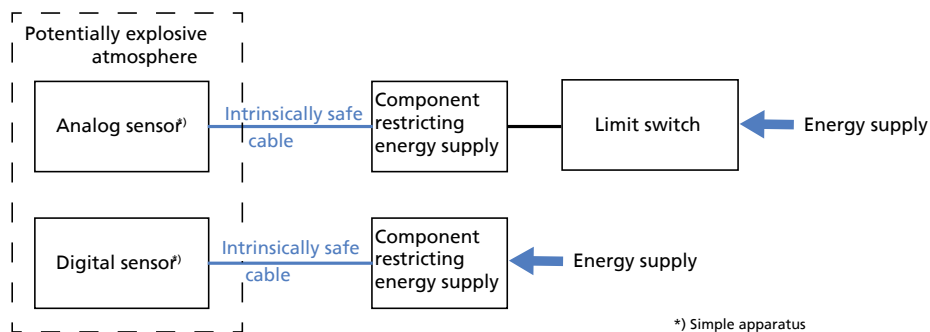 Potentially explosive
atmosphere
Analog sensor*)
Intrinsically safe
cable
Component
restricting
energy supply
Limit switch
Energy supply
Digital sensor*)
Intrinsically safe
cable
Component
restricting
energy supply
Energy supply
*) Simple apparatus